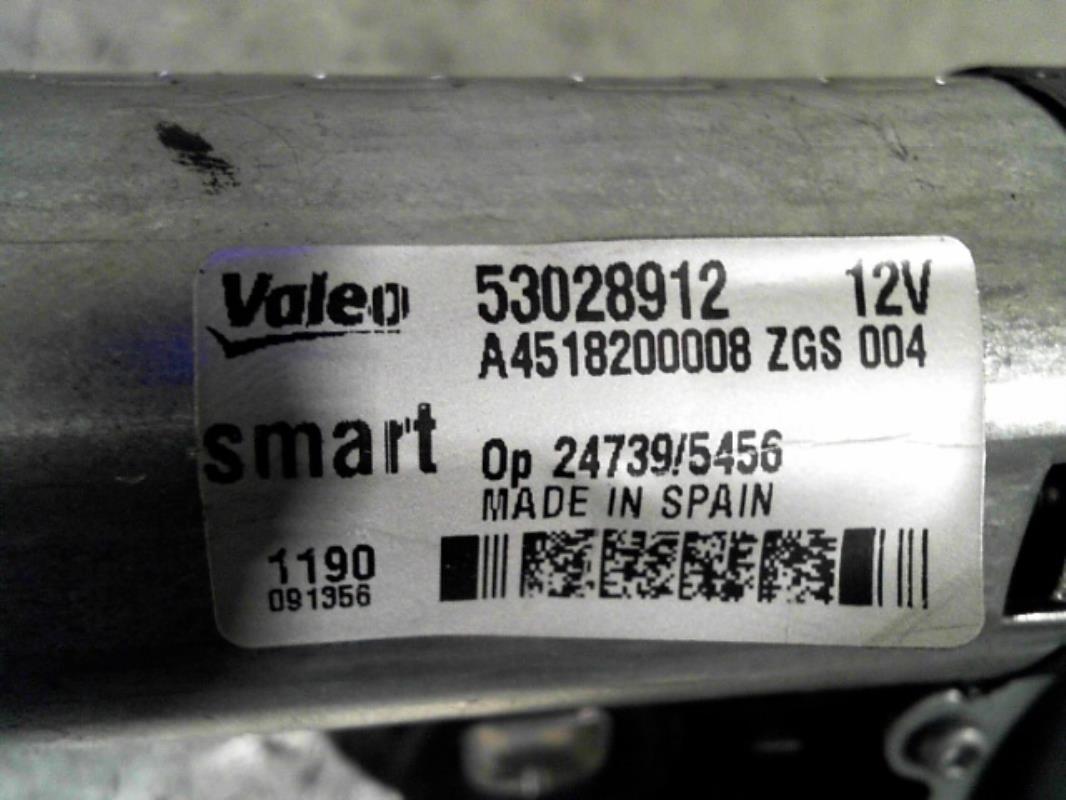 Valeo 53028912 12V
A4518200008 ZGS 004
smart Op 24739/5456
MADE IN SPAIN
1190
091356